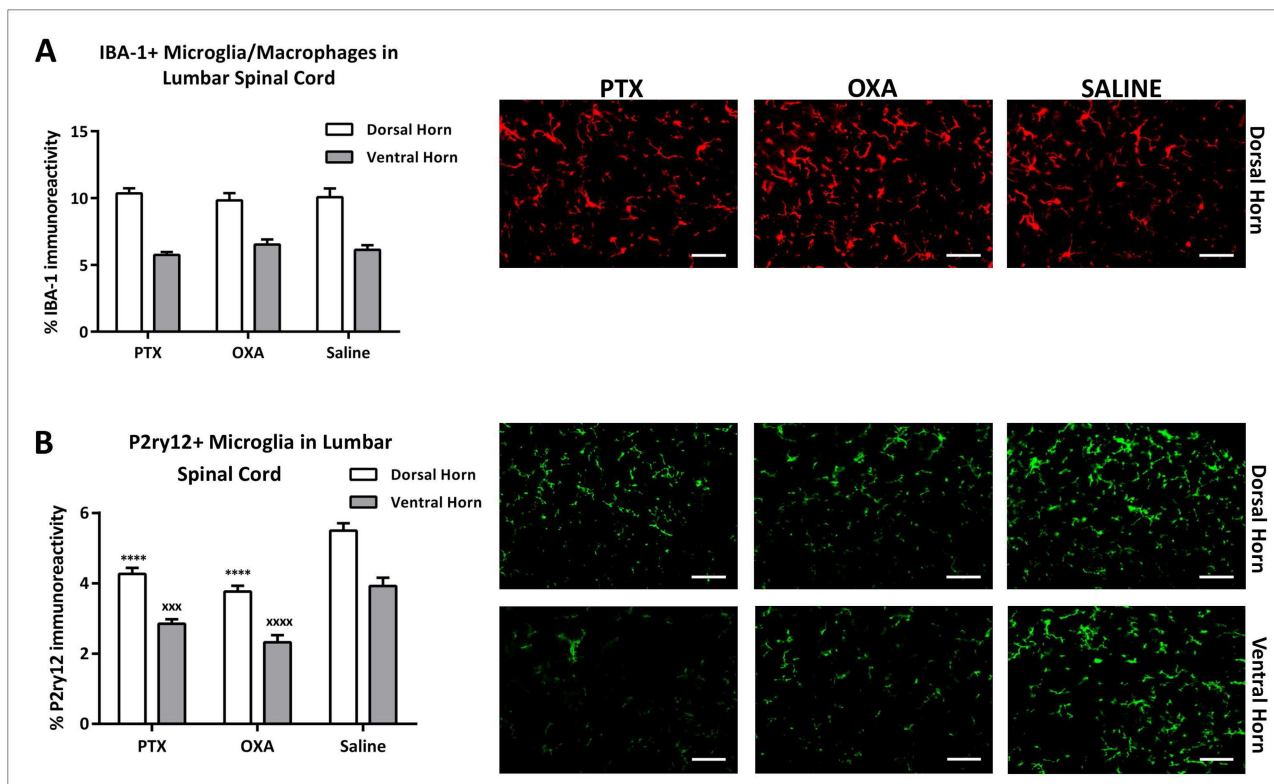 A
IBA-1+ Microglia/Macrophages in
Lumbar Spinal Cord
Dorsal Horn
Ventral Horn
% IBA-1 immunoreactivity
15
10
5
0
PTX
OXA
Saline
PTX
OXA
SALINE
Dorsal Horn
B
P2ry12+ Microglia in Lumbar
Spinal Cord
Dorsal Horn
Ventral Horn
% P2ry12 immunoreactivity
6
4
2
0
****
xxx
****
xxxx
PTX
OXA
Saline
Dorsal Horn
Ventral Horn